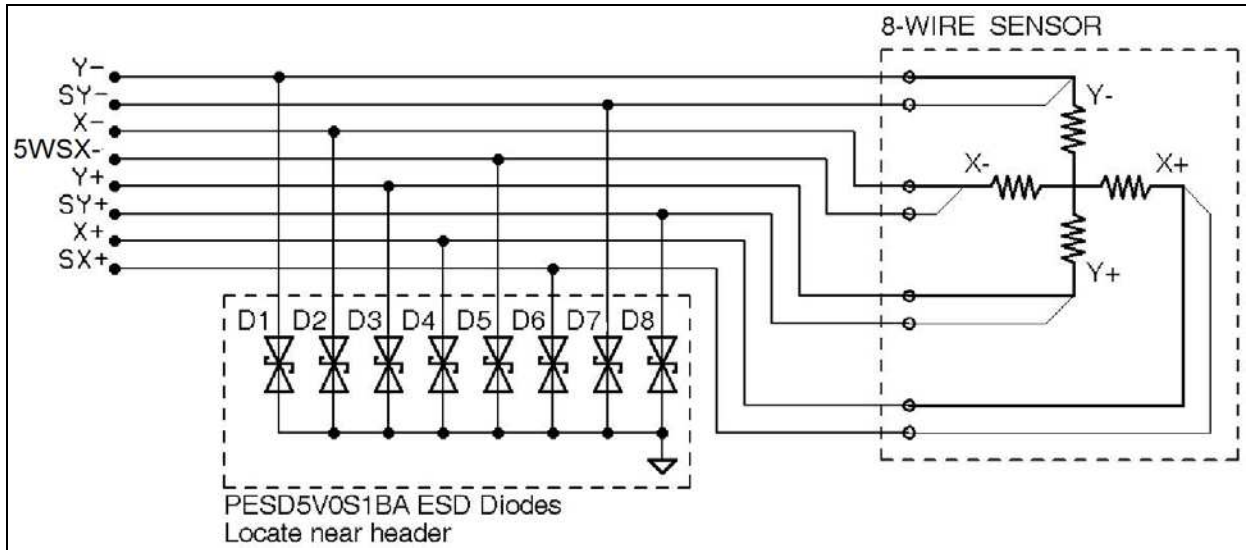 8-WIRE SENSOR
Y-
SY-
X-
5WSX-
Y+
SY+
X+
SX+
Y-
X-
X+
Y+
D1 D2 D3 D4 D5 D6 D7 D8
PESD5V0S1BA ESD Diodes
Locate near header